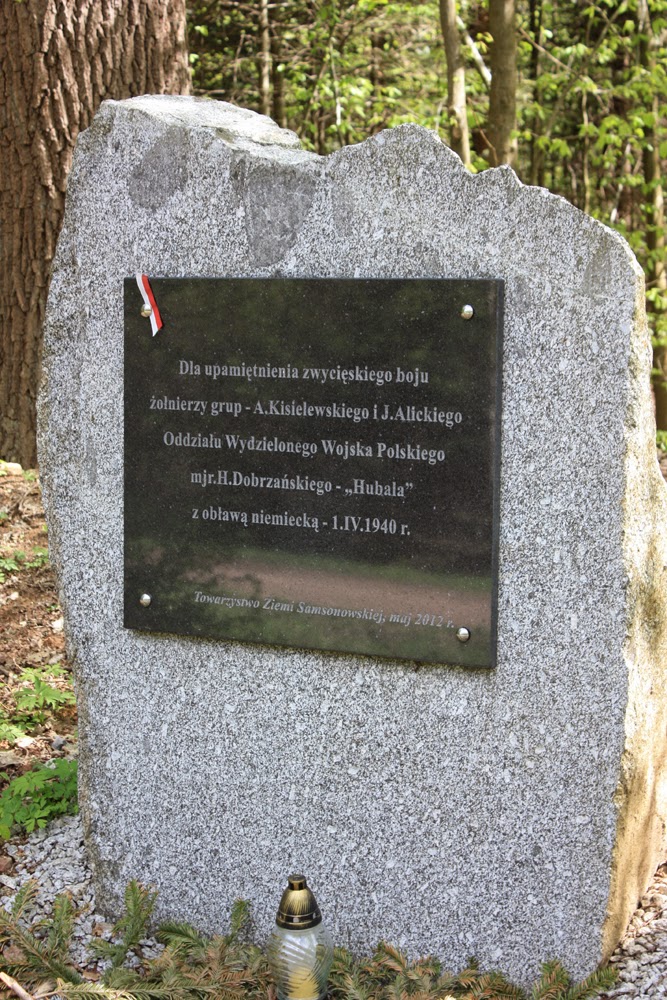 Dla upamiętnienia zwycięskiego boju
żołnierzy grup - A.Kisielewskiego i J.Alickiego
Oddziału Wydzielonego Wojska Polskiego
mjr.H.Dobrzańskiego - „Hubala”
z obławą niemiecką - 1.IV.1940 r.
Towarzystwo Ziemi Samsonowskiej, maj 2012 r.